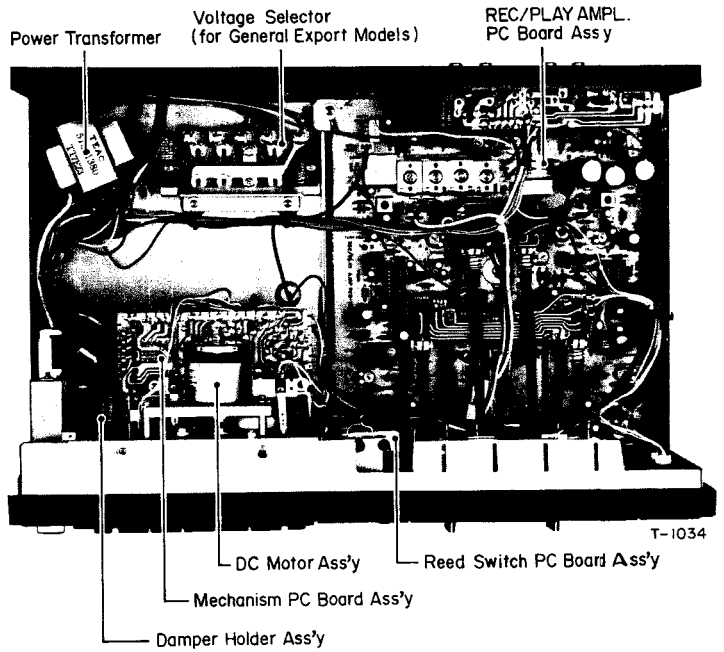 Power Transformer
Voltage Selector
(for General Export Models)
REC/PLAY AMPL.
PC Board Ass'y
TEAC
T-1034
DC Motor Ass'y
Reed Switch PC Board Ass'y
Mechanism PC Board Ass'y
Damper Holder Ass'y